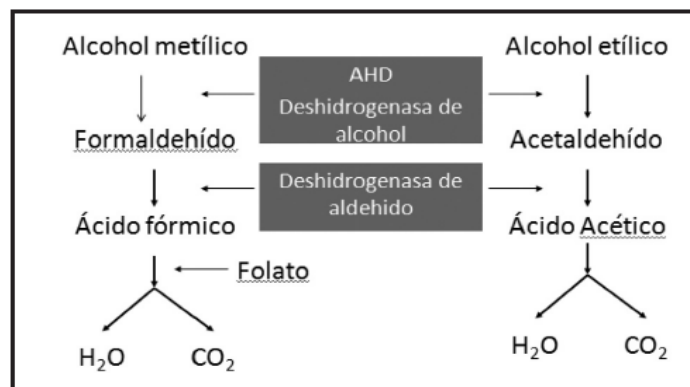 Alcohol metílico
Alcohol etílico
AHD
Deshidrogenasa de
alcohol
Formaldehído
Acetaldehído
Deshidrogenasa de
aldehido
Ácido fórmico
Ácido Acético
Folato
H₂O
CO₂
H₂O
CO₂